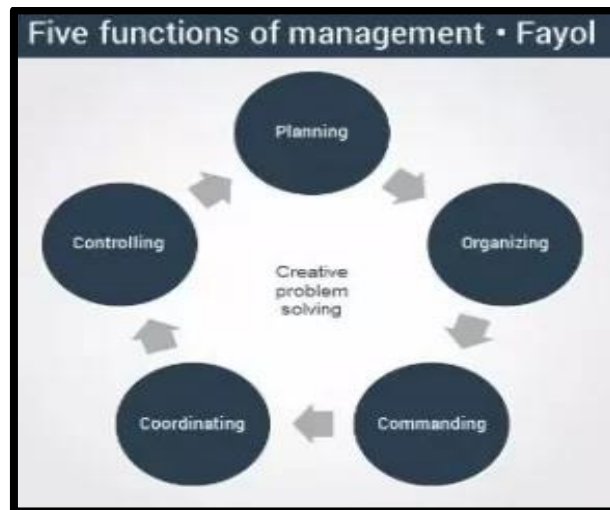 Five functions of management • Fayol
Planning
Organizing
Commanding
Coordinating
Controlling
Creative
problem
solving